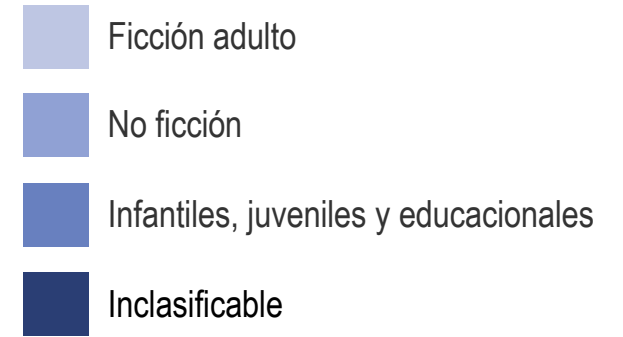 Ficción adulto
No ficción
Infantiles, juveniles y educacionales
Inclasificable